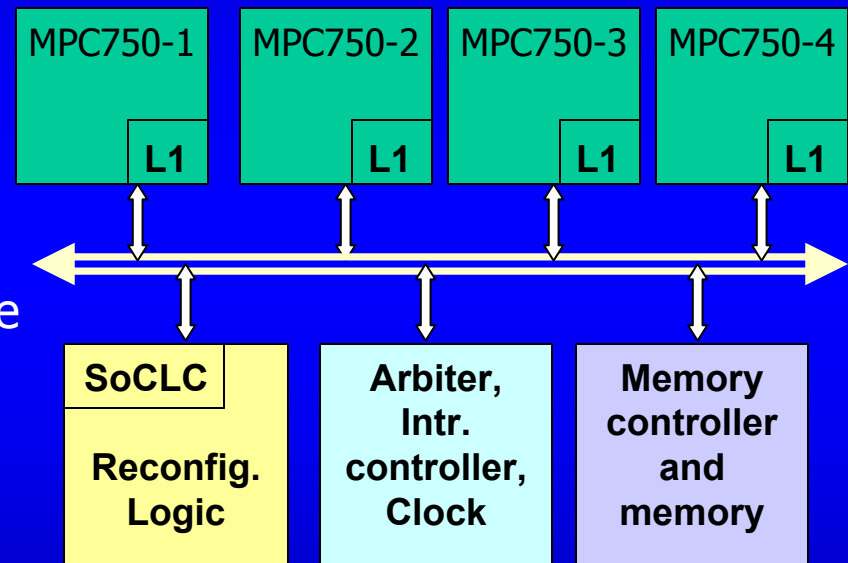 MPC750-1
MPC750-2
MPC750-3
MPC750-4
L1
L1
L1
L1
e
SoCLC
Reconfig.
Logic
Arbiter,
Intr.
controller,
Clock
Memory
controller
and
memory